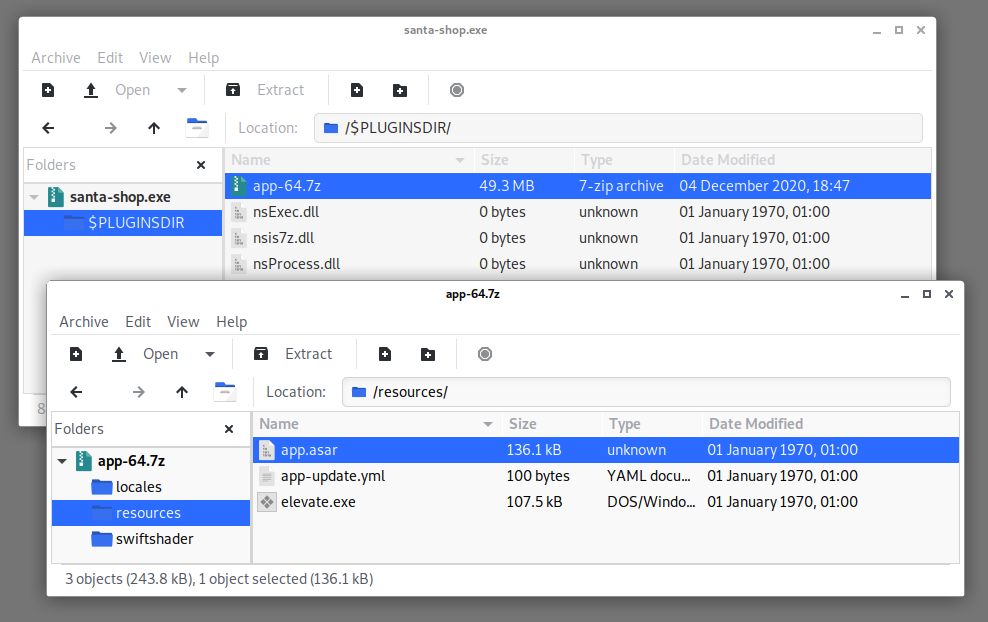 santa-shop.exe
Archive Edit View Help
Open Extract
Location: /$PLUGINSDIR/
Folders Name Size Type Date Modified
santa-shop.exe app-64.7z 49.3 MB 7-zip archive 04 December 2020, 18:47
$PLUGINSDIR nsExec.dll 0 bytes unknown 01 January 1970, 01:00
nsis7z.dll 0 bytes unknown 01 January 1970, 01:00
nsProcess.dll 0 bytes unknown 01 January 1970, 01:00
8
app-64.7z
Archive Edit View Help
Open Extract
Location: /resources/
Folders Name Size Type Date Modified
app-64.7z app.asar 136.1 kB unknown 01 January 1970, 01:00
locales app-update.yml 100 bytes YAML docu... 01 January 1970, 01:00
resources elevate.exe 107.5 kB DOS/Windo... 01 January 1970, 01:00
swiftshader
3 objects (243.8 kB), 1 object selected (136.1 kB)